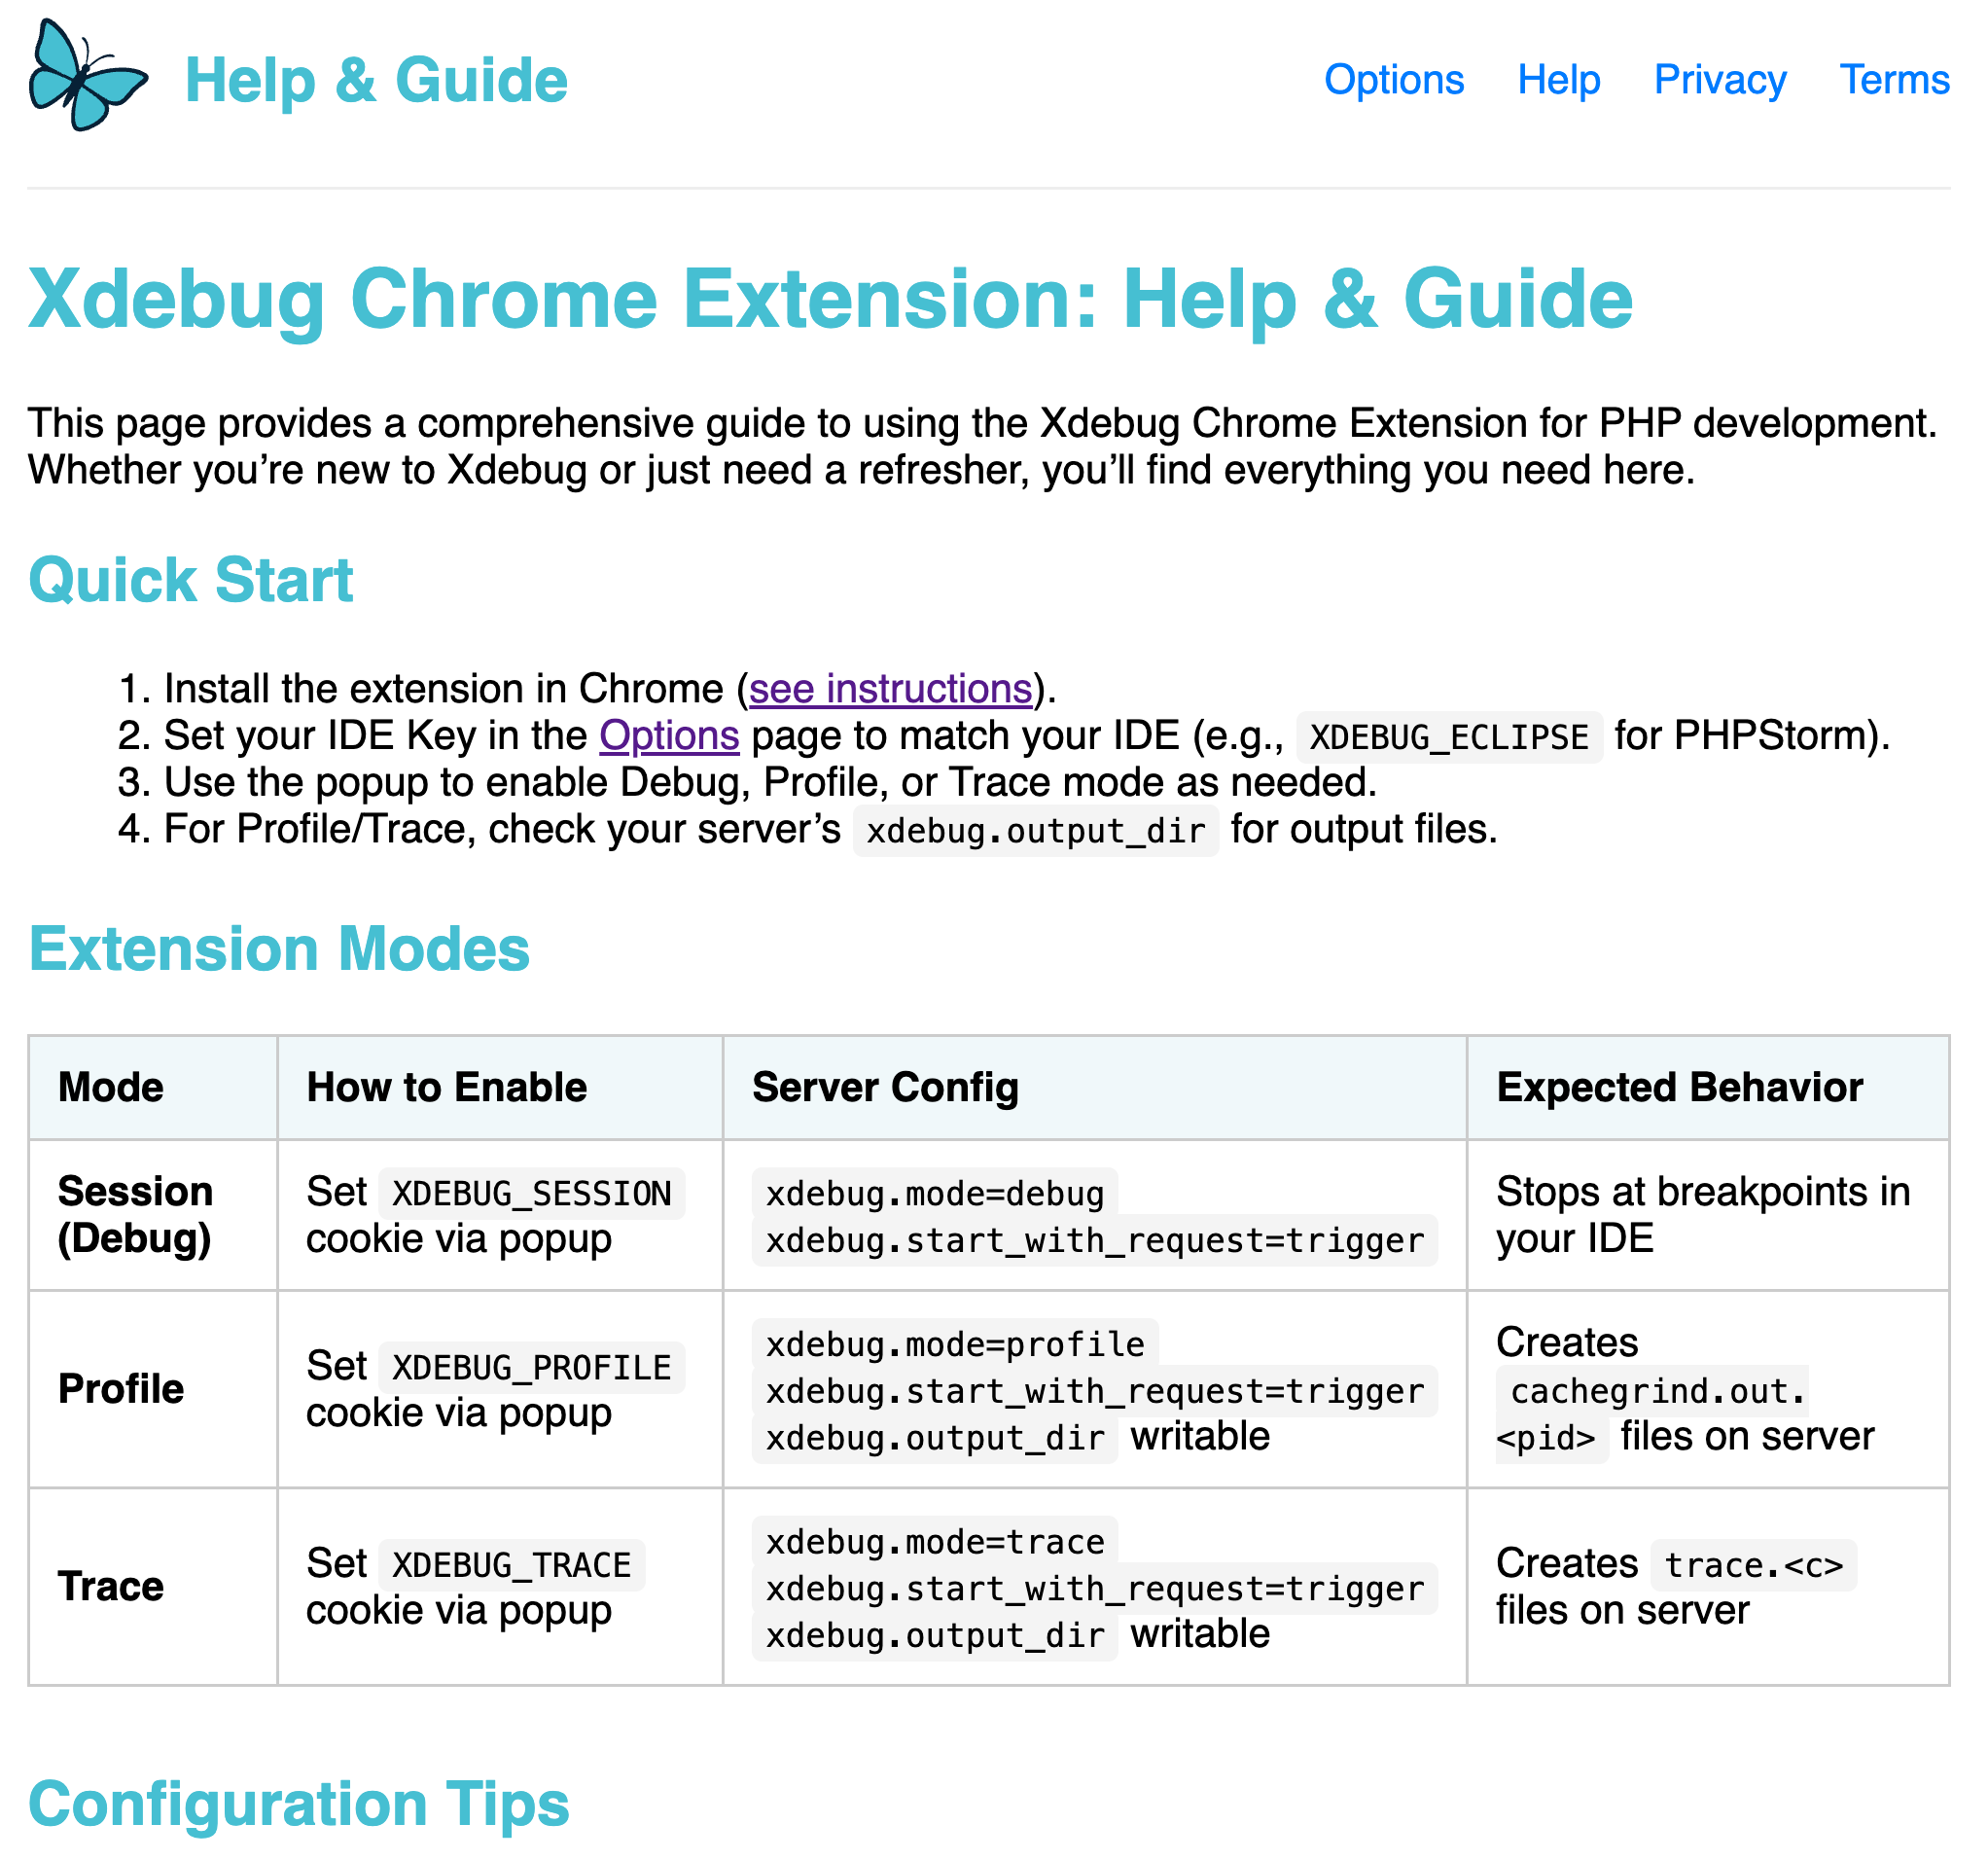 Help & Guide
Options Help Privacy Terms
Xdebug Chrome Extension: Help & Guide
This page provides a comprehensive guide to using the Xdebug Chrome Extension for PHP development.
Whether you’re new to Xdebug or just need a refresher, you’ll find everything you need here.
Quick Start
1. Install the extension in Chrome (see instructions).
2. Set your IDE Key in the Options page to match your IDE (e.g., XDEBUG_ECLIPSE for PHPStorm).
3. Use the popup to enable Debug, Profile, or Trace mode as needed.
4. For Profile/Trace, check your server’s xdebug.output_dir for output files.
Extension Modes
Mode How to Enable Server Config Expected Behavior
Session
(Debug)
Set XDEBUG_SESSION
cookie via popup
xdebug.mode=debug
xdebug.start_with_request=trigger
Stops at breakpoints in
your IDE
Profile
Set XDEBUG_PROFILE
cookie via popup
xdebug.mode=profile
xdebug.start_with_request=trigger
xdebug.output_dir writable
Creates
cachegrind.out.
<pid> files on server
Trace
Set XDEBUG_TRACE
cookie via popup
xdebug.mode=trace
xdebug.start_with_request=trigger
xdebug.output_dir writable
Creates trace.<c>
files on server
Configuration Tips